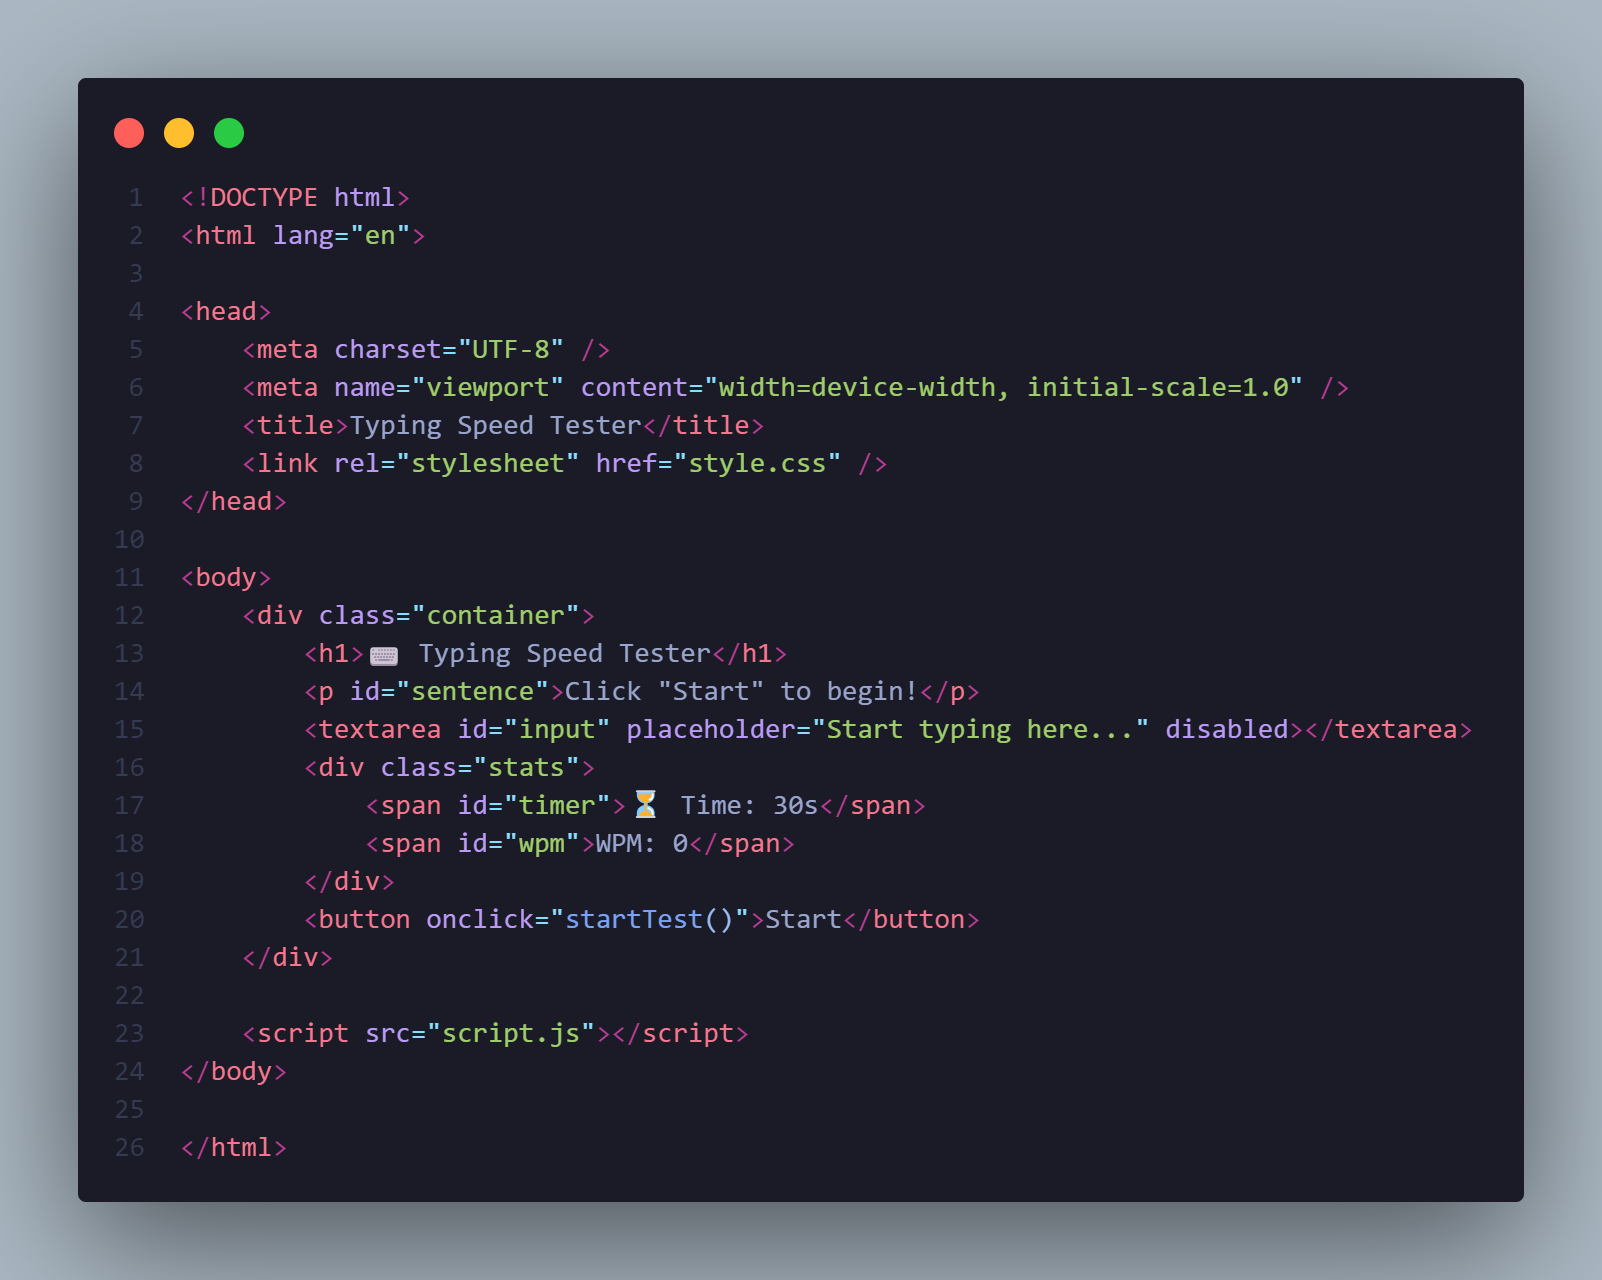 1 <!DOCTYPE html>
2 <html lang="en">
3
4 <head>
5     <meta charset="UTF-8" />
6     <meta name="viewport" content="width=device-width, initial-scale=1.0" />
7     <title>Typing Speed Tester</title>
8     <link rel="stylesheet" href="style.css" />
9 </head>
10
11 <body>
12     <div class="container">
13         <h1>⌨️ Typing Speed Tester</h1>
14         <p id="sentence">Click "Start" to begin!</p>
15         <textarea id="input" placeholder="Start typing here..." disabled></textarea>
16         <div class="stats">
17             <span id="timer">⏳ Time: 30s</span>
18             <span id="wpm">WPM: 0</span>
19         </div>
20         <button onclick="startTest()">Start</button>
21     </div>
22
23     <script src="script.js"></script>
24 </body>
25
26 </html>